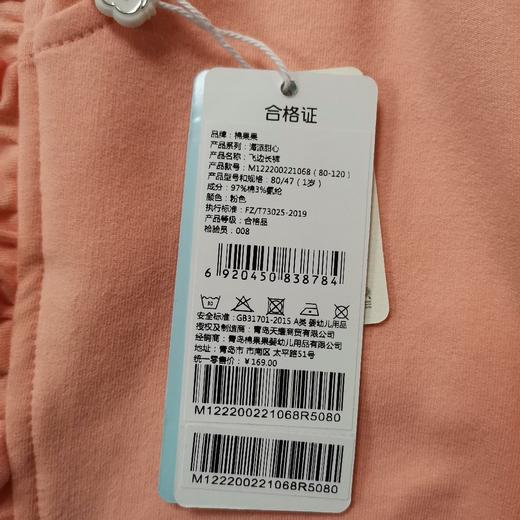 合格证
品牌：棉果果
产品系列：海派甜心
产品名称：飞边长裤
产品款号：M122200221068（80-120）
产品型号和规格：80/47（1岁）
成分：97%棉3%氨纶
颜色：粉色
执行标准：FZ/T73025-2019
产品等级：合格品
检验员：008
6 920450 838784
安全标准：GB31701-2015 A类 婴幼儿用品
授权及制造商：青岛天耀商贸有限公司
经销商：青岛棉果果婴幼儿用品有限公司
地址：青岛市 市南区 太平路51号
统一零售价：￥169.00
M122200221068R5080
M122200221068R5080